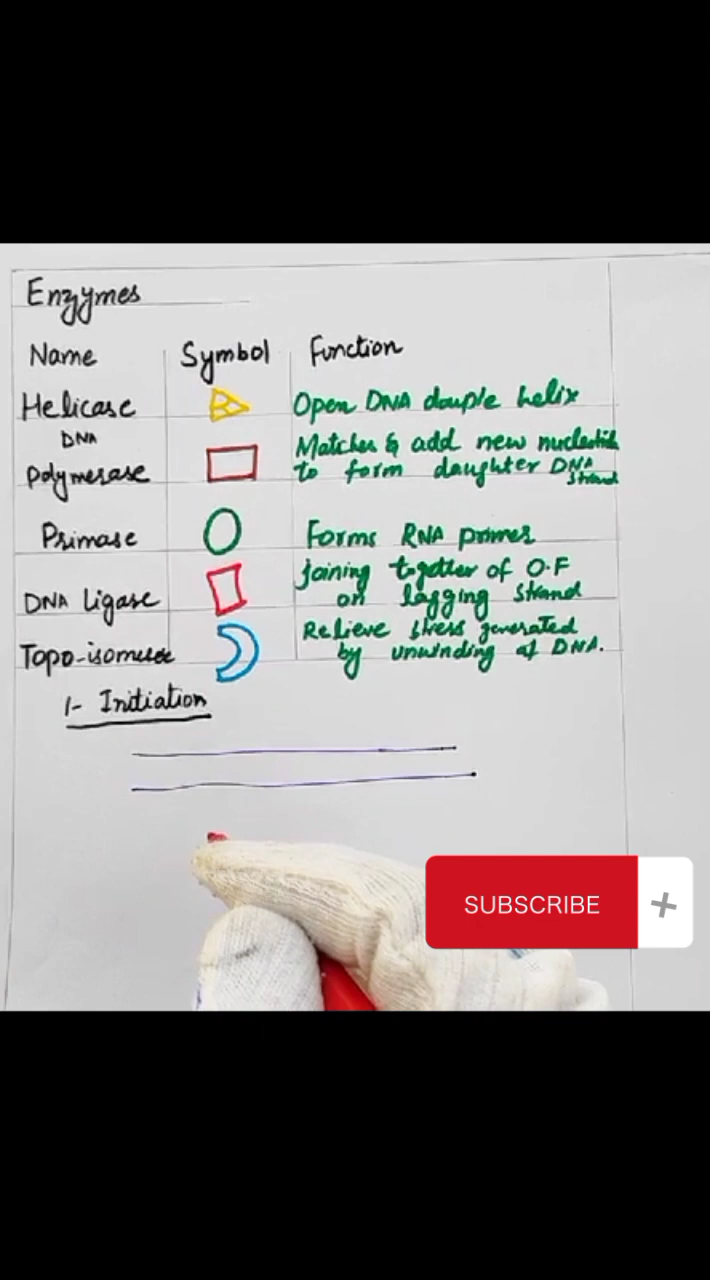 Enzymes
Name Symbol Function
Helicase Open DNA douple helix
DNA
polymerase Matches & add new nucleotide
to form daughter DNA
strand
Primase Forms RNA primer
DNA Ligase joining together of O.F
on lagging strand
Topo-isomerase Relieve stress generated
by unwinding of DNA.
1- Initiation
SUBSCRIBE +